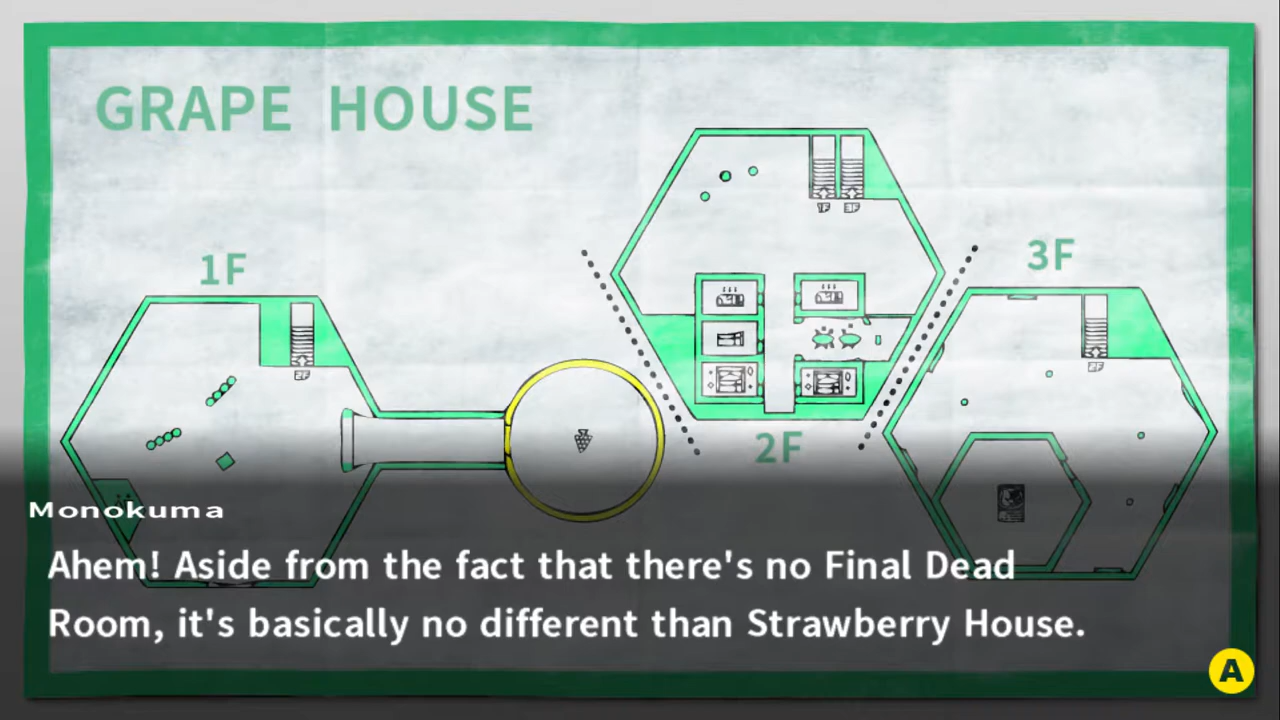 GRAPE HOUSE
1F
3F
2F
Monokuma
Ahem! Aside from the fact that there's no Final Dead
Room, it's basically no different than Strawberry House.
A